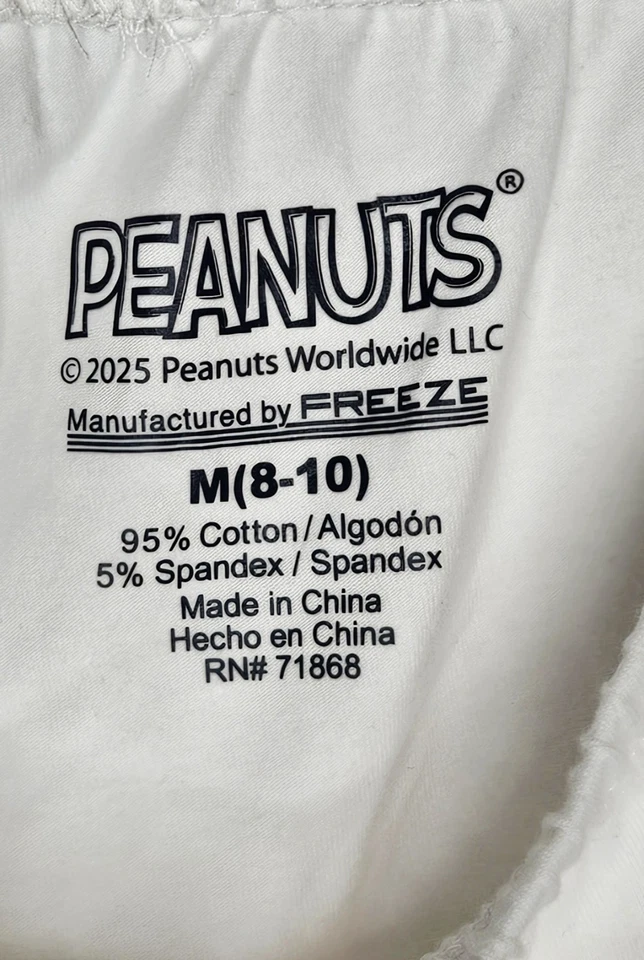 PEANUTS®
©2025 Peanuts Worldwide LLC
Manufactured by FREEZE
M(8-10)
95% Cotton/Algodón
5% Spandex / Spandex
Made in China
Hecho en China
RN# 71868